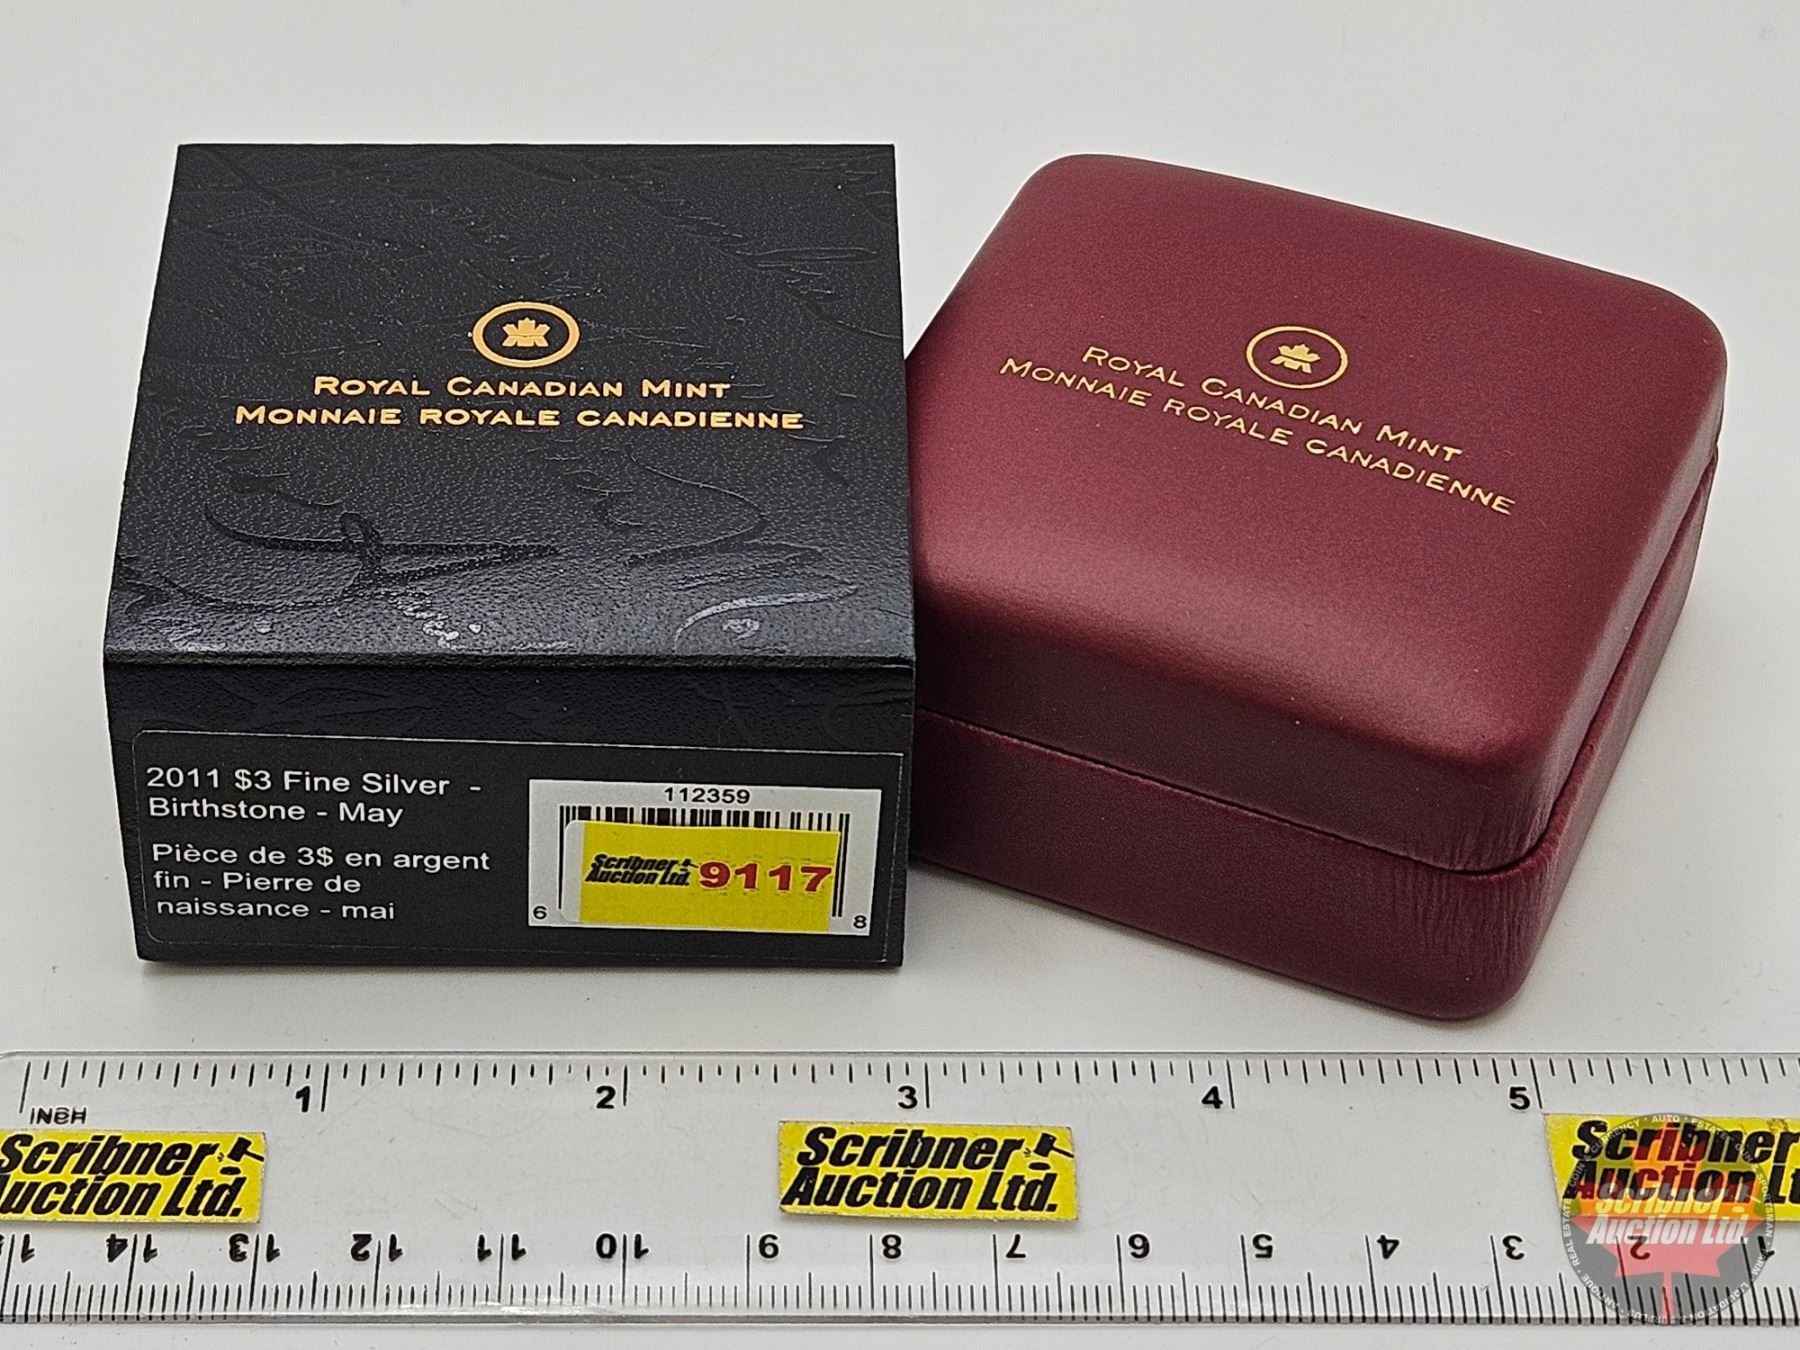 ROYAL CANADIAN MINT
MONNAIE ROYALE CANADIENNE
ROYAL CANADIAN MINT
MONNAIE ROYALE CANADIENNE
2011 $3 Fine Silver -
Birthstone - May
Pièce de 3$ en argent
fin - Pierre de
naissance - mai
112359
Scribner
Auction Ltd.
9117
6
8
1 2 3 4 5
INCH
Scribner
Auction Ltd.
Scribner
Auction Ltd.
Scribner
Auction Lt
Scribner
Auction Ltd.
14 13 12 11 10 9 8 7 6 5 4 3 2 1